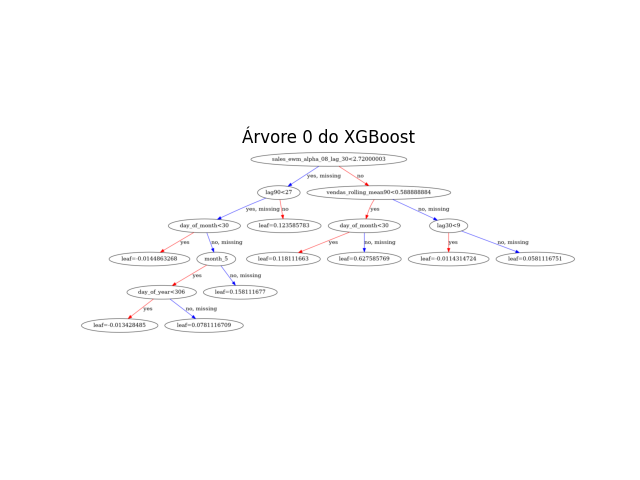 Árvore 0 do XGBoost
sales_ewm_alpha_08_lag_30<2.72000003
yes, missing
no
lag90<27
vendas_rolling_mean90<0.588888884
yes, missing
no
yes
no, missing
day_of_month<30
leaf=0.123585783
day_of_month<30
lag30<9
yes
no, missing
yes
no, missing
yes
no, missing
leaf=-0.0144863268
month_5
leaf=0.118111663
leaf=0.627585769
leaf=-0.0114314724
leaf=0.0581116751
yes
no, missing
day_of_year<306
leaf=0.158111677
yes
no, missing
leaf=-0.013428485
leaf=0.0781116709